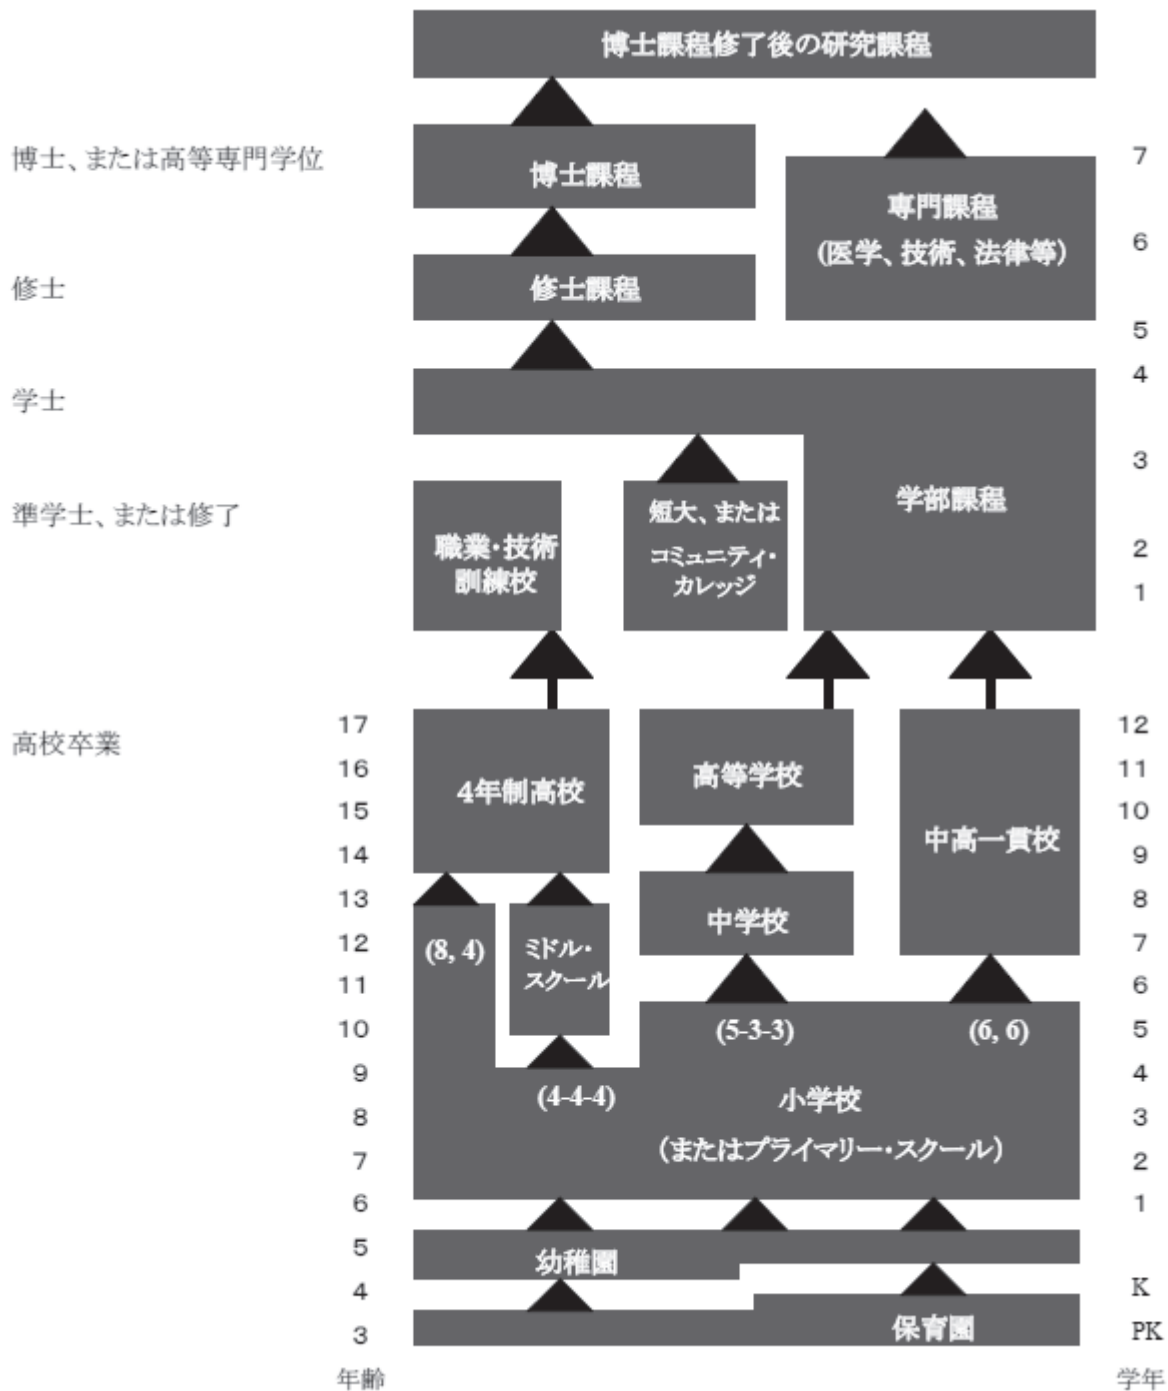 博士課程修了後の研究課程
博士、または高等専門学位
博士課程
7
専門課程
(医学、技術、法律等)
6
修士
修士課程
5
4
学士
3
学部課程
準学士、または修了
職業・技術
訓練校
短大、または
コミュニティ・
カレッジ
2
1
高校卒業
17
12
16
11
4年制高校
高等学校
15
10
中高一貫校
14
9
13
8
中学校
12
7
(8, 4)
ミドル・
スクール
11
6
10
5
(5-3-3)
(6, 6)
9
4
(4-4-4)
小学校
8
3
(またはプライマリー・スクール)
7
2
6
1
5
幼稚園
4
K
3
保育園
PK
年齢
学年